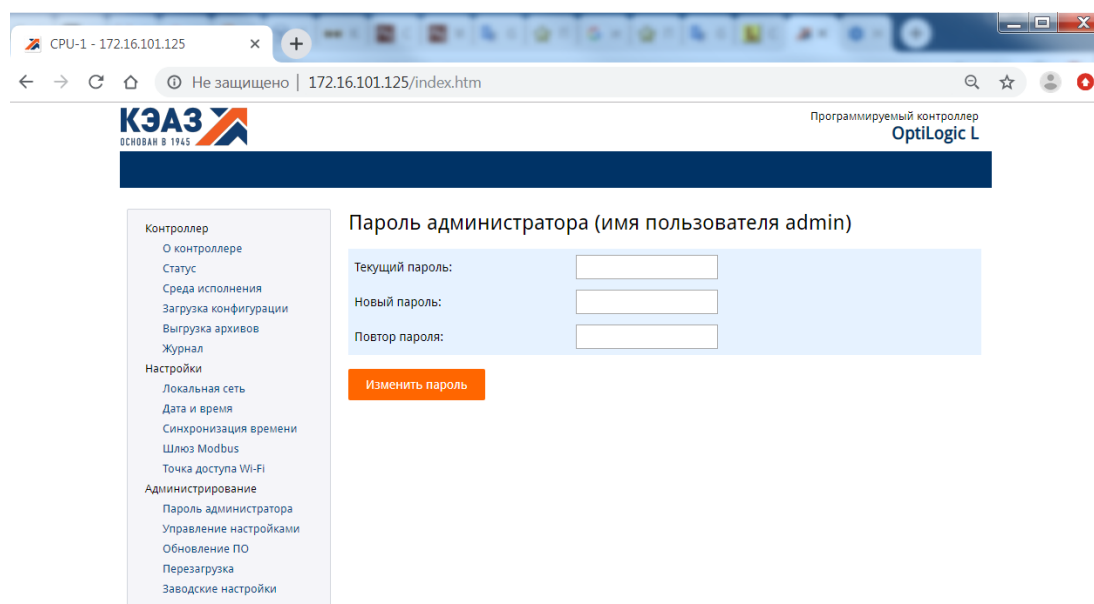 CPU-1 - 172.16.101.125
Не защищено | 172.16.101.125/index.htm
КЭАЗ
ОСНОВАН В 1945
Программируемый контроллер
OptiLogic L
Контроллер
О контроллере
Статус
Среда исполнения
Загрузка конфигурации
Выгрузка архивов
Журнал
Настройки
Локальная сеть
Дата и время
Синхронизация времени
Шлюз Modbus
Точка доступа Wi-Fi
Администрирование
Пароль администратора
Управление настройками
Обновление ПО
Перезагрузка
Заводские настройки
Пароль администратора (имя пользователя admin)
Текущий пароль:
Новый пароль:
Повтор пароля:
Изменить пароль